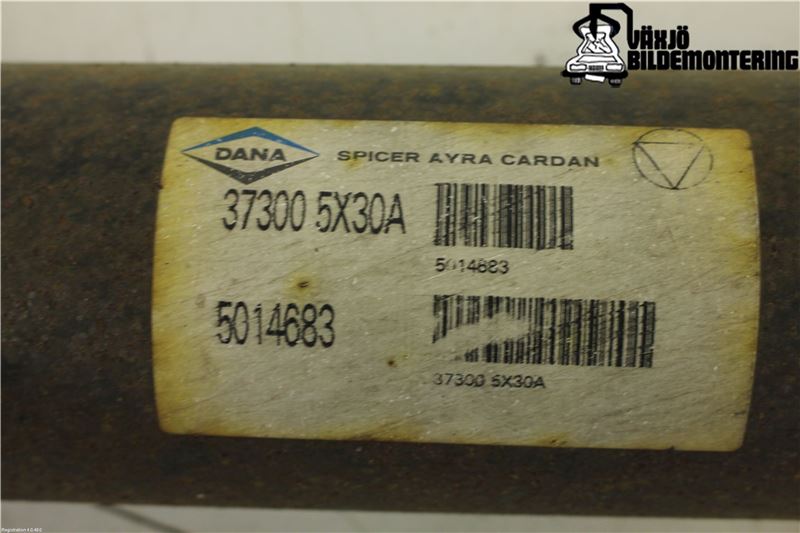 VÄXJÖ
BILDEMONTERING
DANA
SPICER AYRA CARDAN
37300 5X30A
5014683
5014683
37300 5X30A